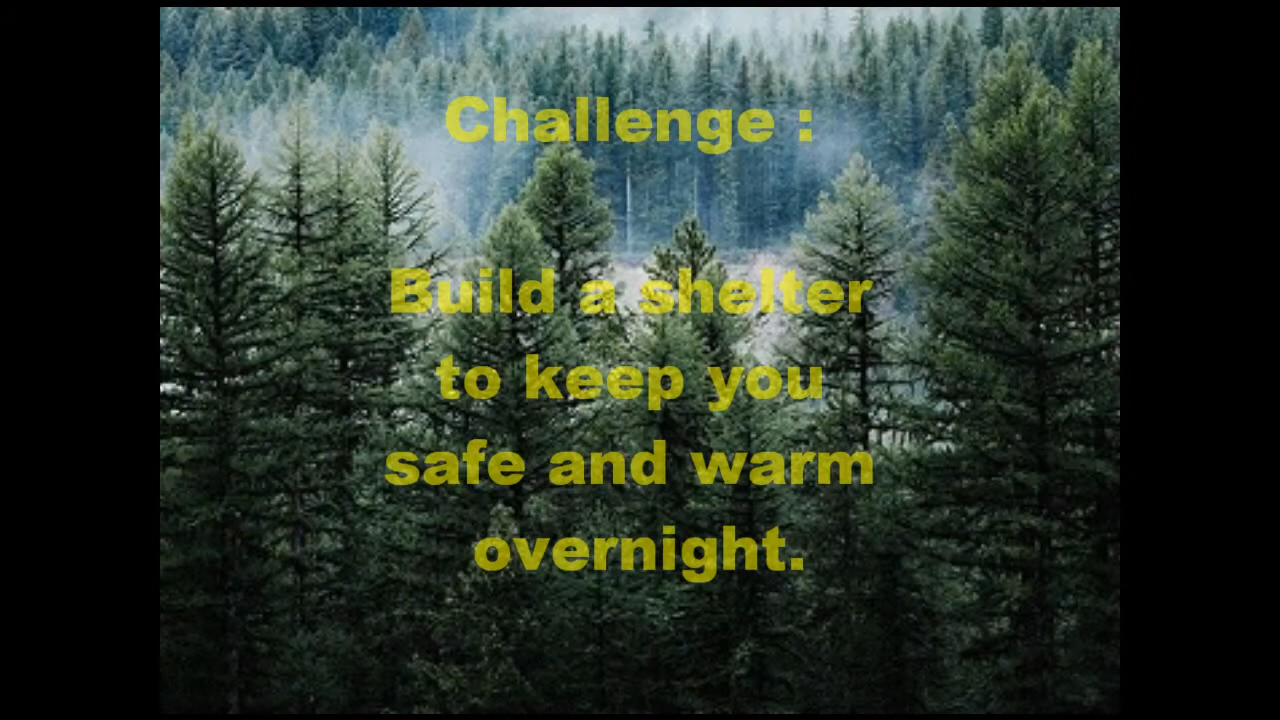 Challenge :
Build a shelter
to keep you
safe and warm
overnight.